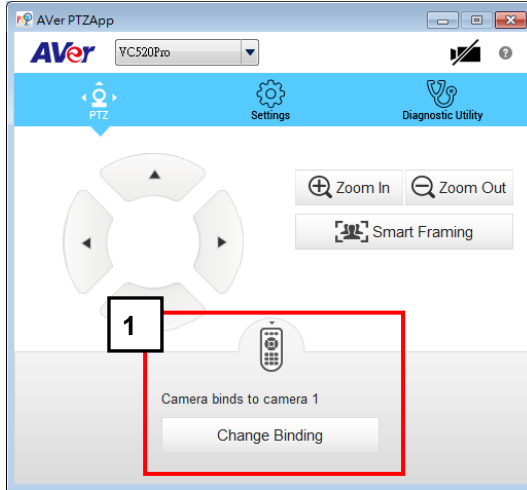 AVer PTZApp
AVer
VC520Pro
?
PTZ
Settings
Diagnostic Utility
Zoom In
Zoom Out
Smart Framing
1
Camera binds to camera 1
Change Binding